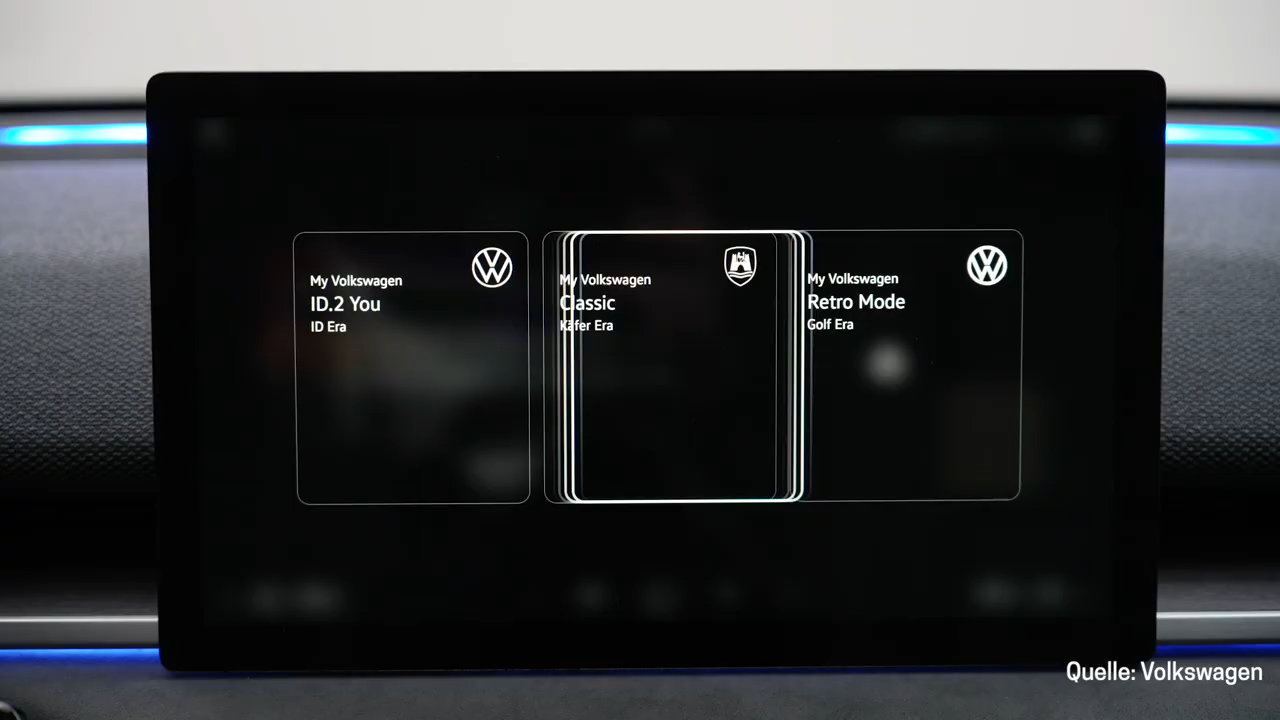 My Volkswagen
ID.2 You
ID Era
My Volkswagen
Classic
Käfer Era
My Volkswagen
Retro Mode
Golf Era
Quelle: Volkswagen